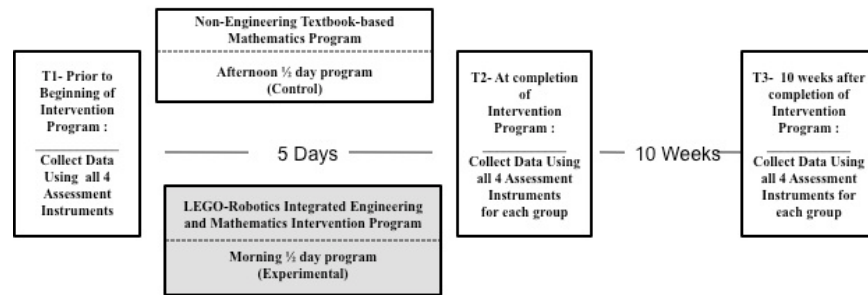 T1- Prior to
Beginning of
Intervention
Program :
Collect Data
Using all 4
Assessment
Instruments
Non-Engineering Textbook-based
Mathematics Program
Afternoon ½ day program
(Control)
5 Days
LEGO-Robotics Integrated Engineering
and Mathematics Intervention Program
Morning ½ day program
(Experimental)
T2- At completion
of
Intervention
Program :
Collect Data Using
all 4 Assessment
Instruments
for each group
10 Weeks
T3- 10 weeks after
completion of
Intervention
Program :
Collect Data Using
all 4 Assessment
Instruments for
each group